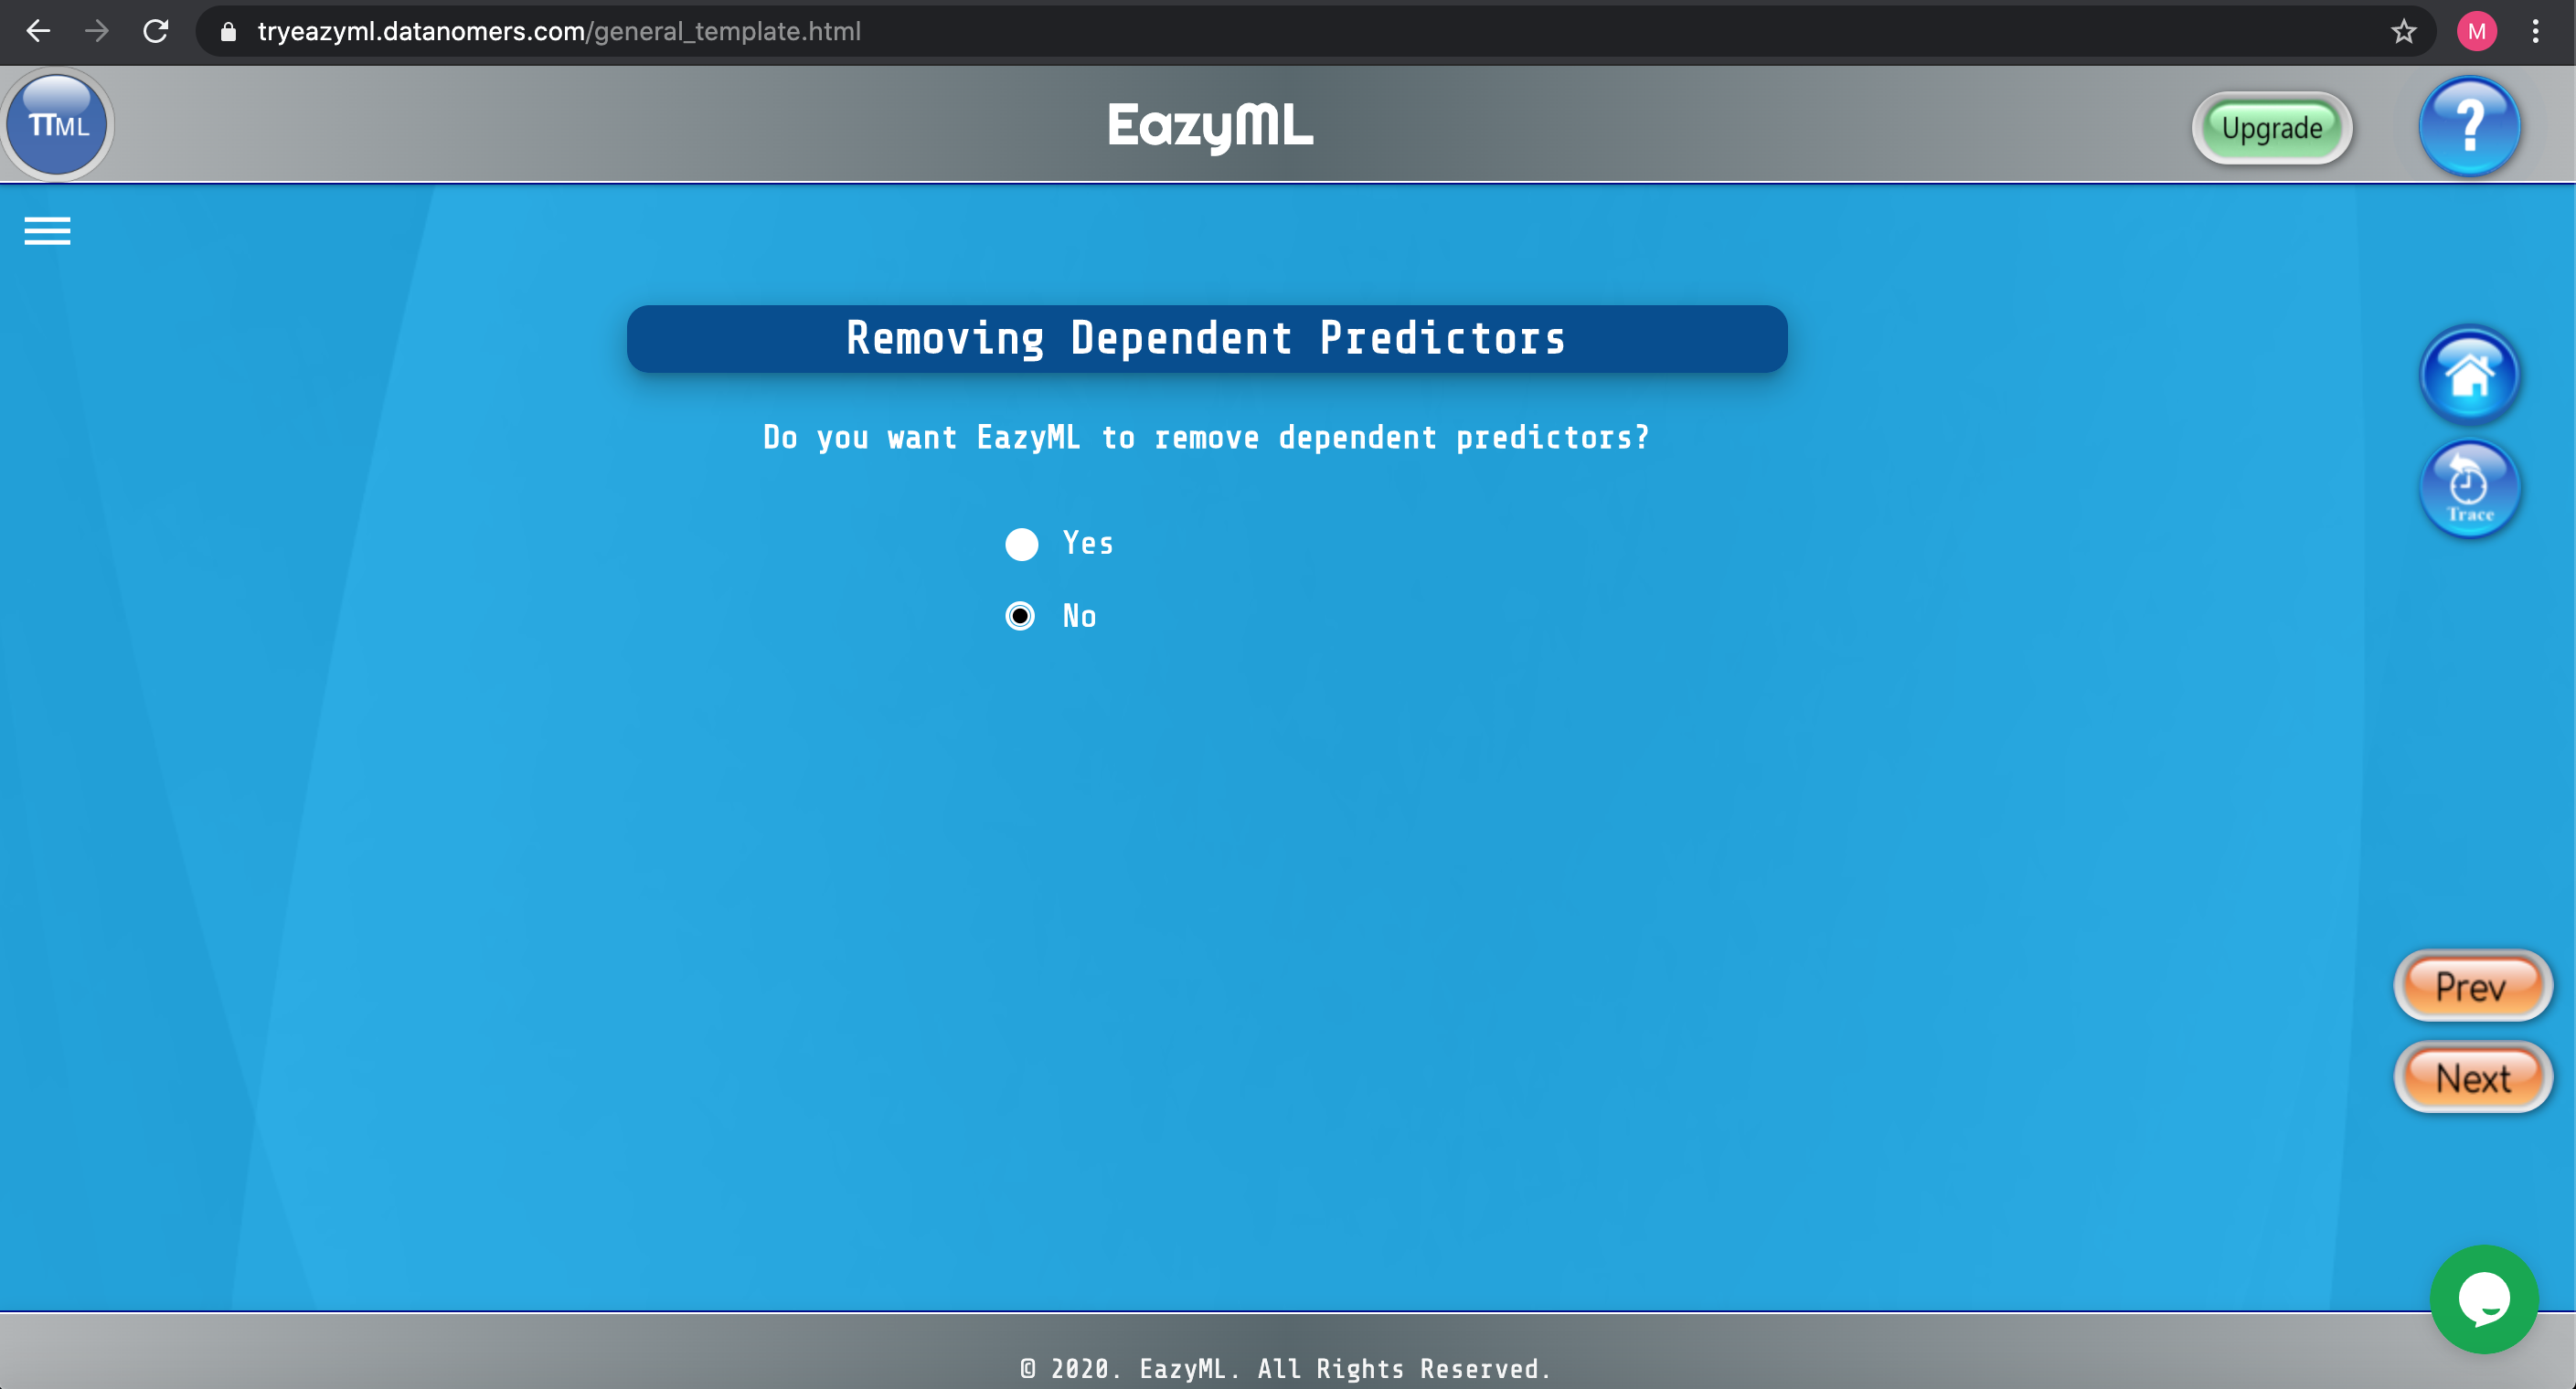 tryeazyml.datanomers.com/general_template.html
M
πML
EazyML
Upgrade
?
Removing Dependent Predictors
Do you want EazyML to remove dependent predictors?
Yes
No
Trace
Prev
Next
© 2020. EazyML. All Rights Reserved.